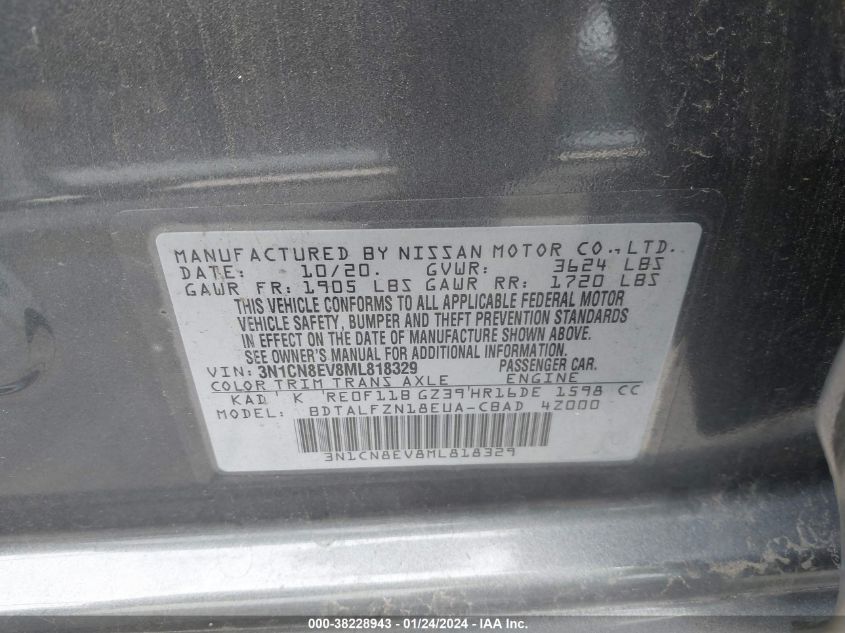 MANUFACTURED BY NISSAN MOTOR CO., LTD.
DATE: 10/20. GVWR: 3624 LBS
GAWR FR: 1905 LBS GAWR RR: 1720 LBS
THIS VEHICLE CONFORMS TO ALL APPLICABLE FEDERAL MOTOR
VEHICLE SAFETY, BUMPER AND THEFT PREVENTION STANDARDS
IN EFFECT ON THE DATE OF MANUFACTURE SHOWN ABOVE.
SEE OWNER'S MANUAL FOR ADDITIONAL INFORMATION
VIN: 3N1CN8EV8ML818329 PASSENGER CAR.
COLOR TRIM TRANS AXLE ENGINE
KAD K RE0F11B GZ39 HR16DE 1598 CC
MODEL: BDTALFZN18EUA-CBAD 4Z000
3N1CN8EV8ML818329
000-38228943 - 01/24/2024 - IAAI.com